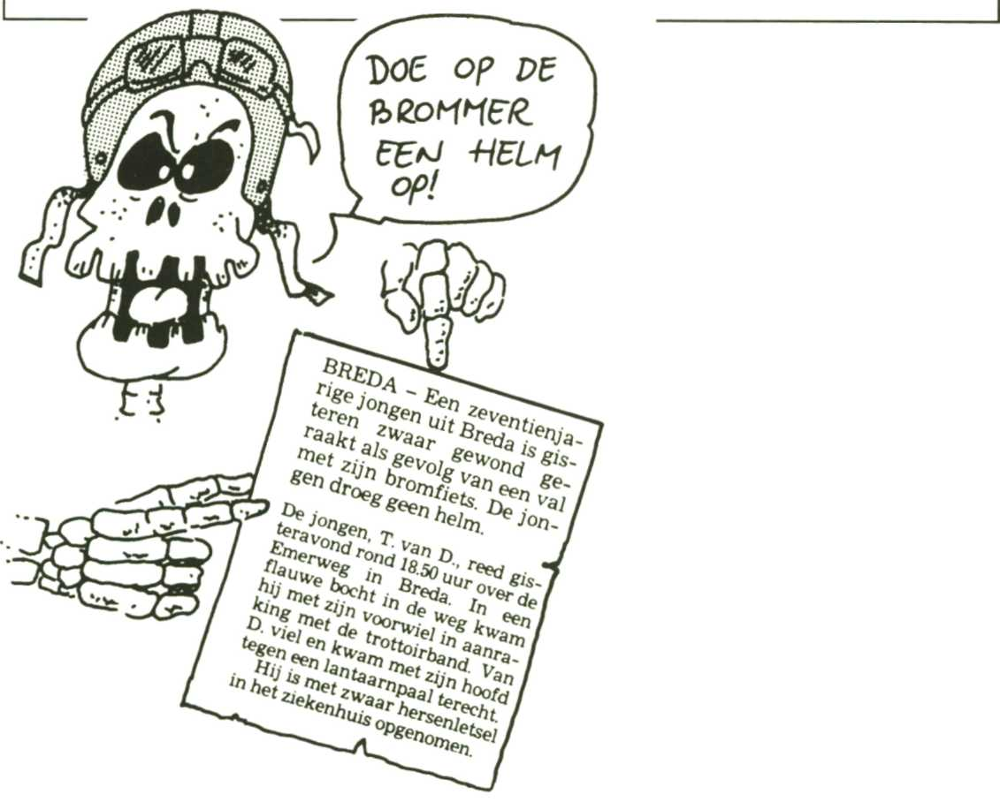 DOE OP DE
BROMMER
EEN HELM
OP!
BREDA – Een zeventienja-
rige jongen uit Breda is gis-
teren zwaar gewond ge-
raakt als gevolg van een val
met zijn bromfiets. De jon-
gen droeg geen helm.
De jongen, T. van D., reed gis-
teravond rond 18.50 uur over de
Emerweg in Breda. In een
flauwe bocht in de weg kwam
hij met zijn voorwiel in aanra-
king met de trottoirband. Van
D. viel en kwam met zijn hoofd
tegen een lantaarnpaal terecht.
Hij is met zwaar hersenletsel
in het ziekenhuis opgenomen.